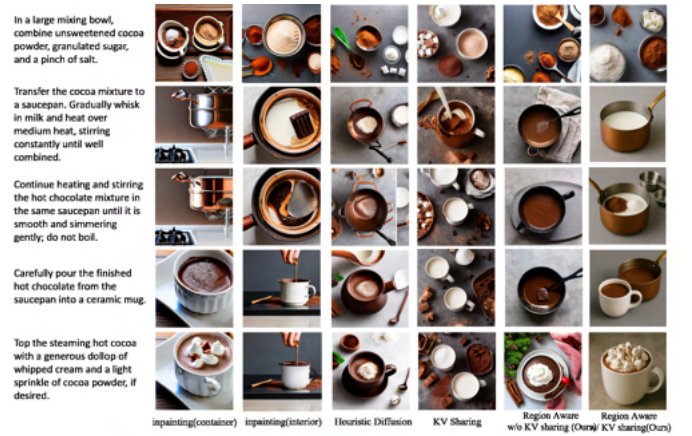 In a large mixing bowl,
combine unsweetened cocoa
powder, granulated sugar,
and a pinch of salt.
Transfer the cocoa mixture to
a saucepan. Gradually whisk
in milk and heat over
medium heat, stirring
constantly until well
combined.
Continue heating and stirring
the hot chocolate mixture in
the same saucepan until it is
smooth and simmering
gently; do not boil.
Carefully pour the finished
hot chocolate from the
saucepan into a ceramic mug.
Top the steaming hot cocoa
with a generous dollop of
whipped cream and a light
sprinkle of cocoa powder, if
desired.
inpainting(container) inpainting(interior) Heuristic Diffusion KV Sharing Region Aware Region Aware
w/o KV sharing (Ours) w/ KV sharing(Ours)